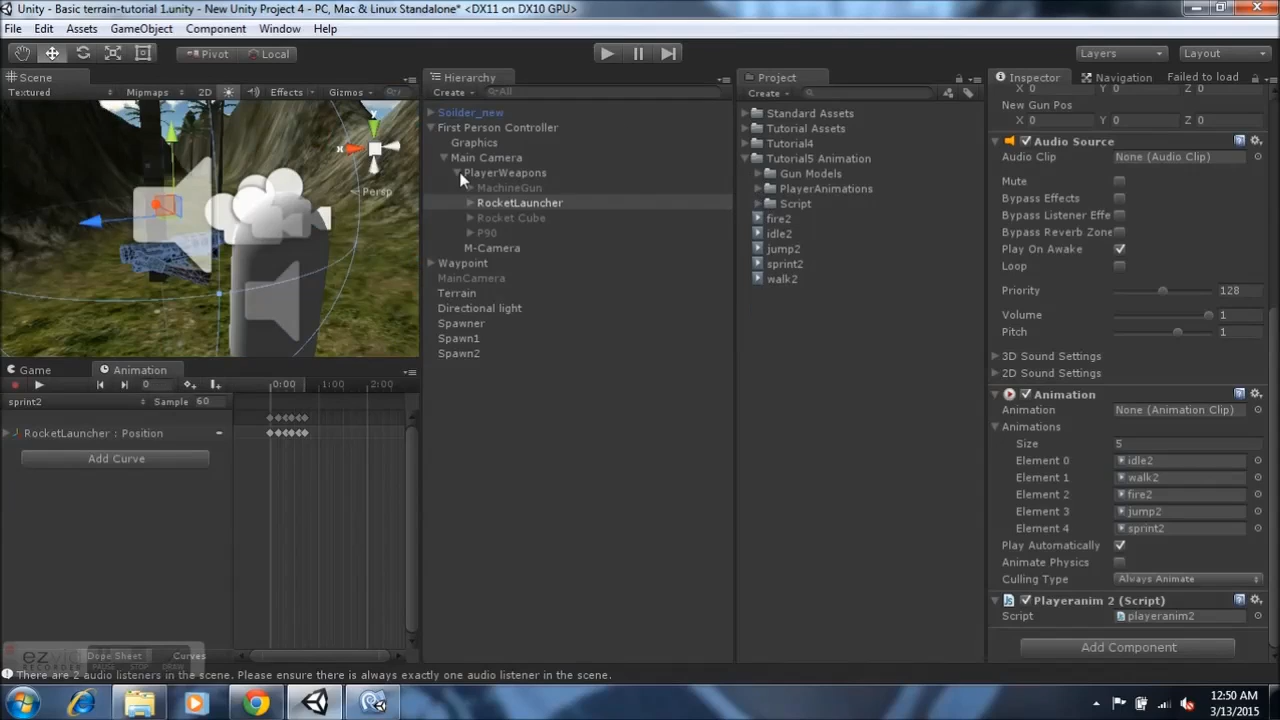 Unity - Basic terrain-tutorial 1.unity - New Unity Project 4 - PC, Mac & Linux Standalone* <DX11 on DX10 GPU>
File Edit Assets GameObject Component Window Help
Pivot Local Layers Layout
Scene
Textured Mipmaps 2D Effects Gizmos
y
x
Persp
Game Animation
0 0:00 1:00 2:00
sprint2 Sample 60
RocketLauncher : Position
Add Curve
Dope Sheet Curves
ezvid
RECORDER PAUSE STOP DRAW
Hierarchy
Create All
Soilder_new
First Person Controller
Graphics
Main Camera
PlayerWeapons
MachineGun
RocketLauncher
Rocket Cube
P90
M-Camera
Waypoint
MainCamera
Terrain
Directional light
Spawner
Spawn1
Spawn2
Project
Create
Standard Assets
Tutorial Assets
Tutorial4
Tutorial5 Animation
Gun Models
PlayerAnimations
Script
fire2
idle2
jump2
sprint2
walk2
Inspector Navigation Failed to load
X 0 Y 0 Z 0
New Gun Pos
X 0 Y 0 Z 0
Audio Source
Audio Clip None (Audio Clip)
Mute
Bypass Effects
Bypass Listener Effe
Bypass Reverb Zone
Play On Awake
Loop
Priority 128
Volume 1
Pitch 1
3D Sound Settings
2D Sound Settings
Animation
Animation None (Animation Clip)
Animations
Size 5
Element 0 idle2
Element 1 walk2
Element 2 fire2
Element 3 jump2
Element 4 sprint2
Play Automatically
Animate Physics
Culling Type Always Animate
Playeranim 2 (Script)
Script playeranim2
Add Component
There are 2 audio listeners in the scene. Please ensure there is always exactly one audio listener in the scene.
12:50 AM
3/13/2015